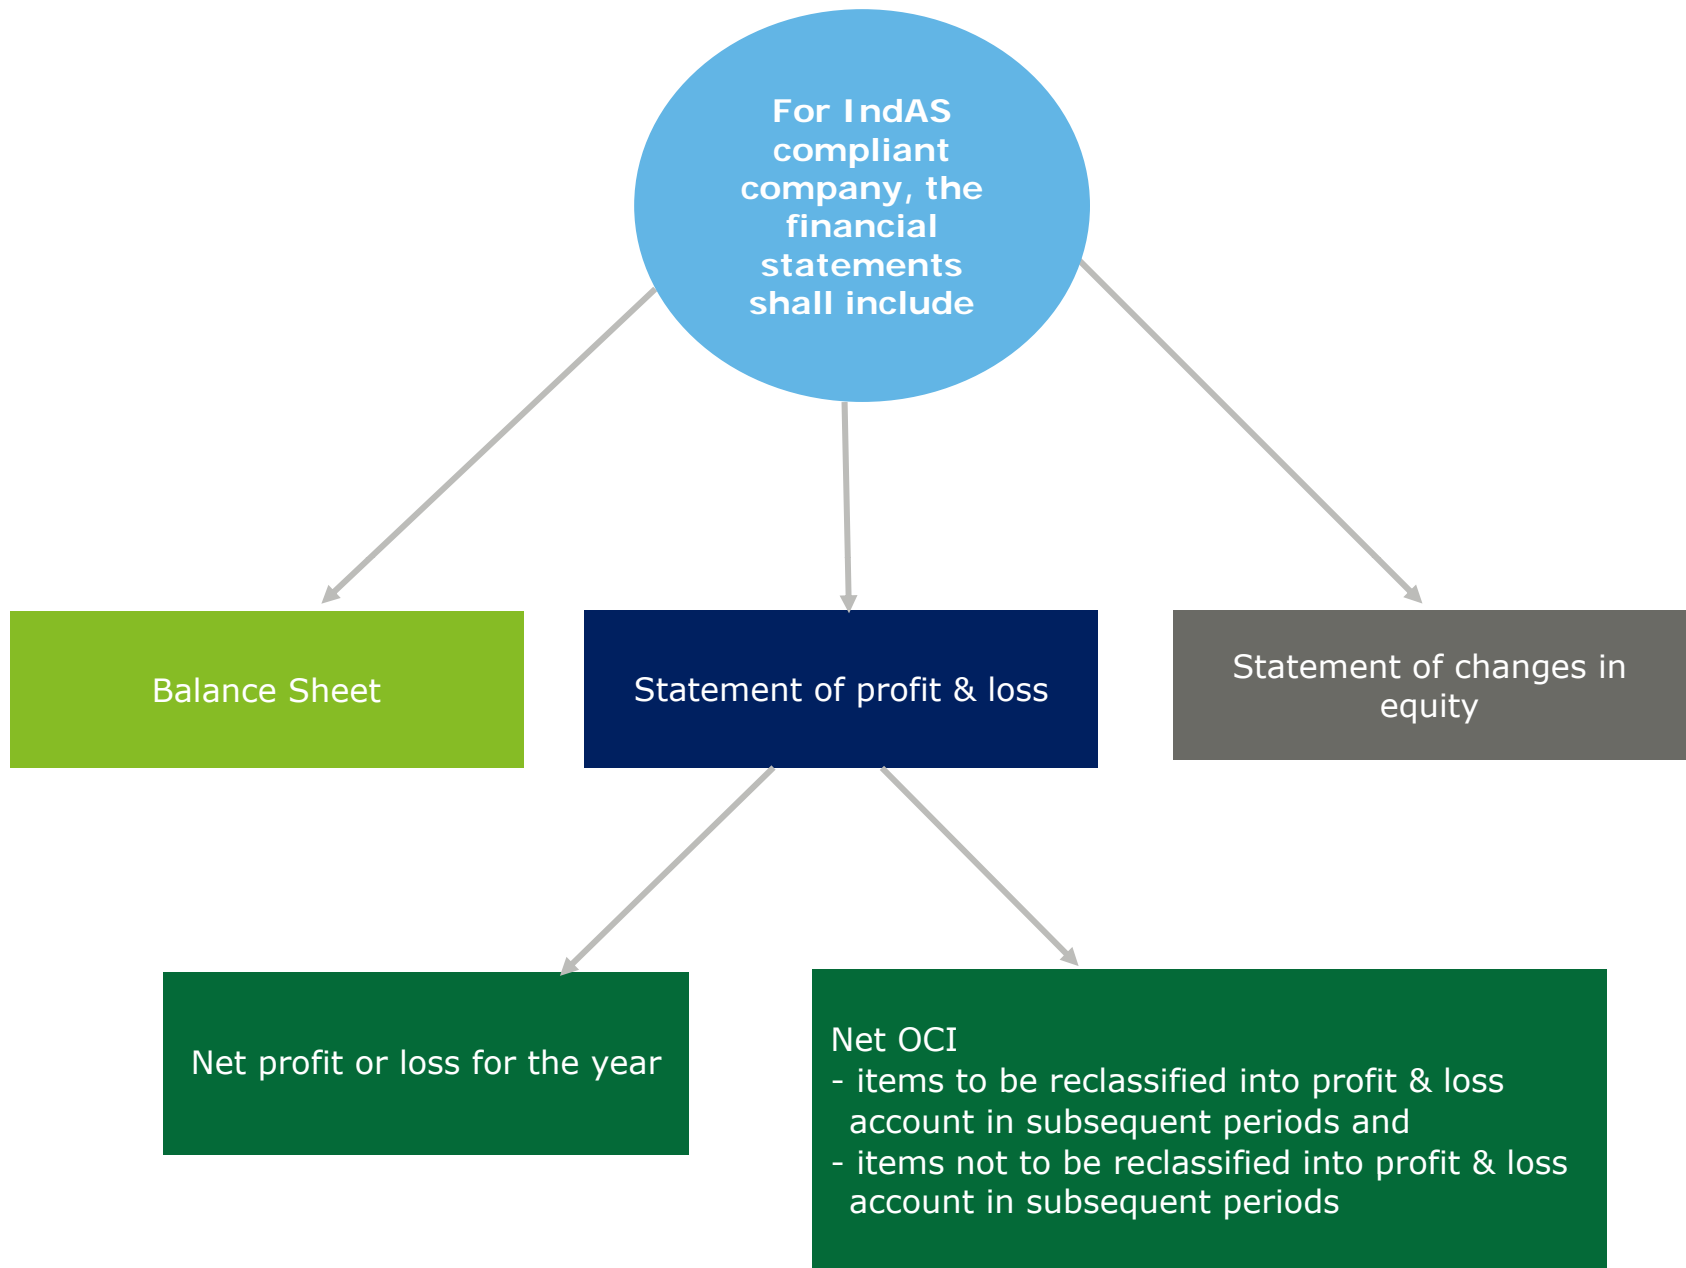 For IndAS
compliant
company, the
financial
statements
shall include
Balance Sheet
Statement of profit & loss
Statement of changes in
equity
Net profit or loss for the year
Net OCI
- items to be reclassified into profit & loss
account in subsequent periods and
- items not to be reclassified into profit & loss
account in subsequent periods